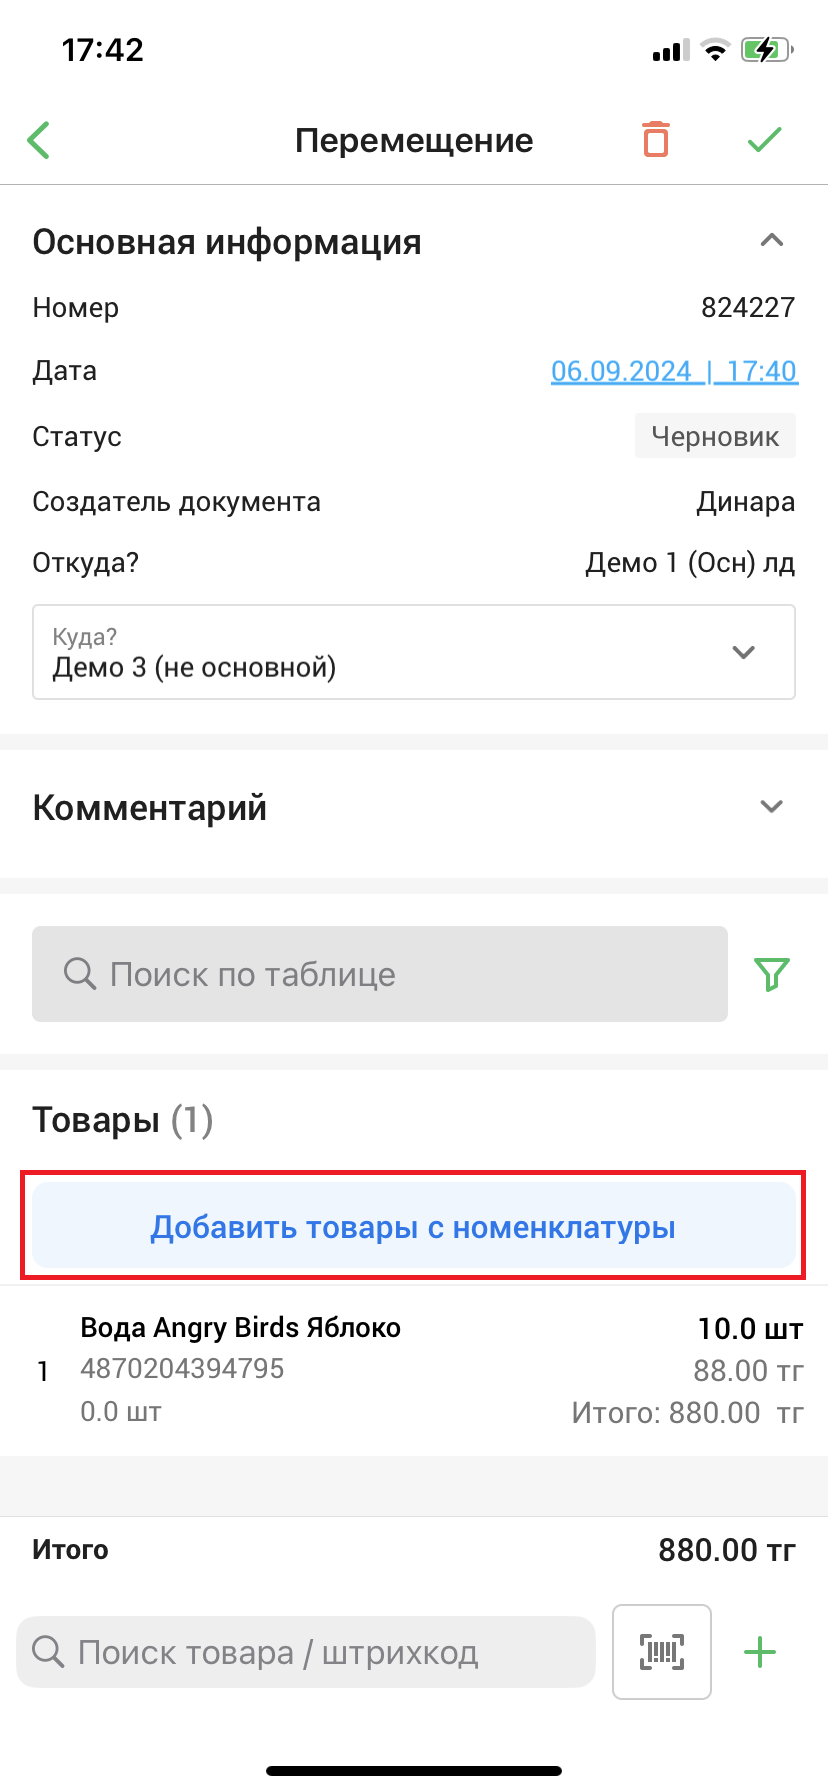 17:42
Перемещение
Основная информация
Номер 824227
Дата 06.09.2024 | 17:40
Статус Черновик
Создатель документа Динара
Откуда? Демо 1 (Осн) лд
Куда?
Демо 3 (не основной)
Комментарий
Поиск по таблице
Товары (1)
Добавить товары с номенклатуры
Вода Angry Birds Яблоко 10.0 шт
1 4870204394795 88.00 тг
0.0 шт Итого: 880.00 тг
Итого 880.00 тг
Поиск товара / штрихкод